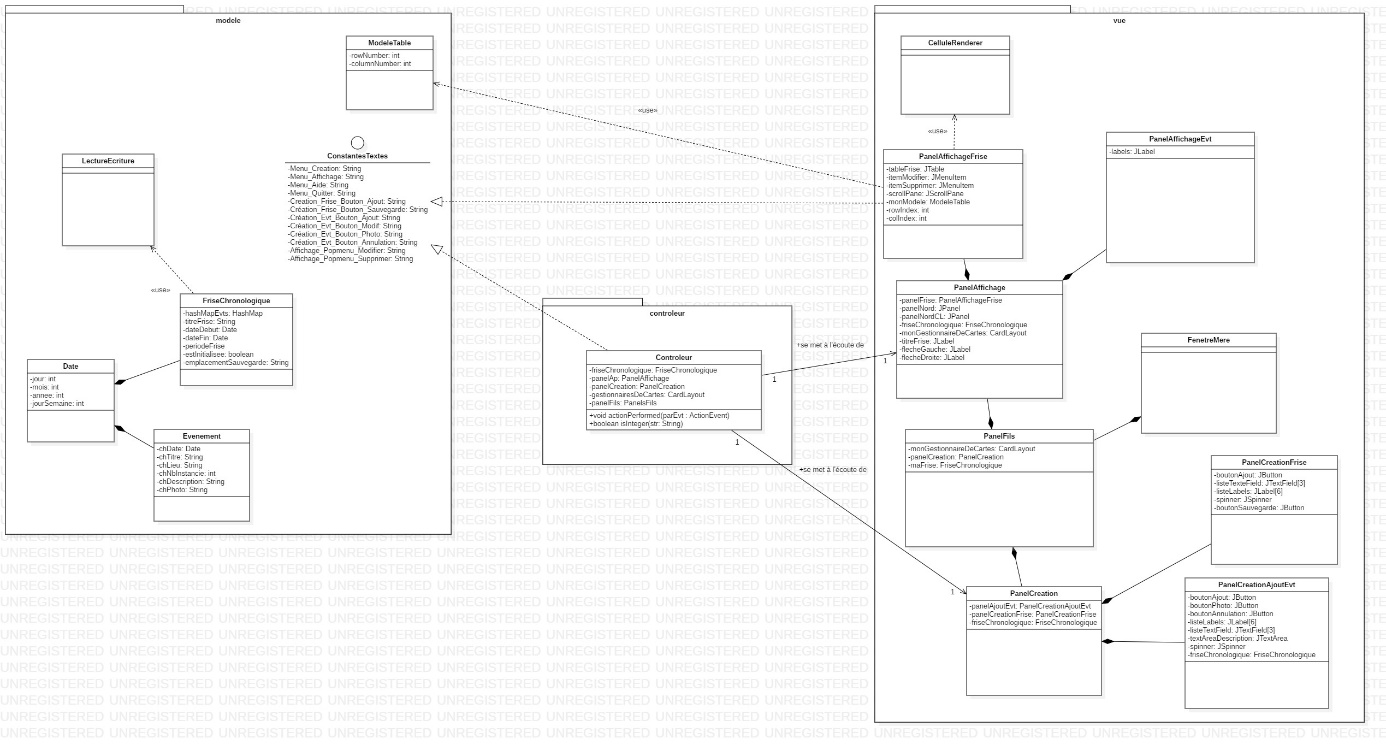 modele
ModeleTable
-rowNumber: int
-columnNumber: int
ConstantesTextes
-Menu_Creation: String
-Menu_Affichage: String
-Menu_Aide: String
-Menu_Quitter: String
-Creation_Frise_Bouton_Ajout: String
-Création_Frise_Bouton_Sauvegarde: String
-Création_Evt_Bouton_Ajout: String
-Création_Evt_Bouton_Modif: String
-Création_Evt_Bouton_Photo: String
-Création_Evt_Bouton_Annulation: String
-Affichage_Popmenu_Modifier: String
-Affichage_Popmenu_Supprimer: String
LectureEcriture
«use»
FriseChronologique
-hashMapEvts: HashMap
-titreFrise: String
-dateDebut: Date
-dateFin: Date
-periodeFrise
-estInitialisee: boolean
-emplacementSauvegarde: String
Date
-jour: int
-mois: int
-annee: int
-jourSemaine: int
Evenement
-chDate: Date
-chTitre: String
-chLieu: String
-chNbInstancie: int
-chDescription: String
-chPhoto: String
«use»
controleur
Controleur
-friseChronologique: FriseChronologique
-panelAp: PanelAffichage
-panelCreation: PanelCreation
-gestionnairesDeCartes: CardLayout
-panelFils: PanelsFils
+void actionPerformed(parEvt : ActionEvent)
+boolean isInteger(str: String)
+se met à l'écoute de
1
1
+se met à l'écoute de
1
1
vue
CelluleRenderer
«use»
PanelAffichageFrise
-tableFrise: JTable
-itemModifier: JMenuItem
-itemSupprimer: JMenuItem
-scrollPane: JScrollPane
-monModele: ModeleTable
-rowIndex, int
-collndex: int
PanelAffichageEvt
-labels: JLabel
PanelAffichage
-panelFrise: PanelAffichageFrise
-panelNord: JPanel
-panelNordCL: JPanel
-friseChronologique: FriseChronologique
-monGestionnaireDeCartes: CardLayout
-titreFrise: JLabel
-flecheGauche: JLabel
-flecheDroite: JLabel
FenetreMere
PanelFils
-monGestionnaireDeCartes: CardLayout
-panelCreation: PanelCreation
-maFrise: FriseChronologique
PanelCreationFrise
-boutonAjout: JButton
-listeTexteField: JTextField[3]
-listeLabels: JLabel[6]
-spinner: JSpinner
-boutonSauvegarde: JButton
PanelCreation
-panelAjoutEvt: PanelCreationAjoutEvt
-panelCreationFrise: PanelCreationFrise
-friseChronologique: FriseChronologique
PanelCreationAjoutEvt
-boutonAjout: JButton
-boutonPhoto: JButton
-boutonAnnulation: JButton
-listeLabels: JLabel[6]
-listeTextField: JTextField[3]
-textAreaDescription: JTextArea
-spinner: JSpinner
-friseChronologique: FriseChronologique
UNREGISTERED